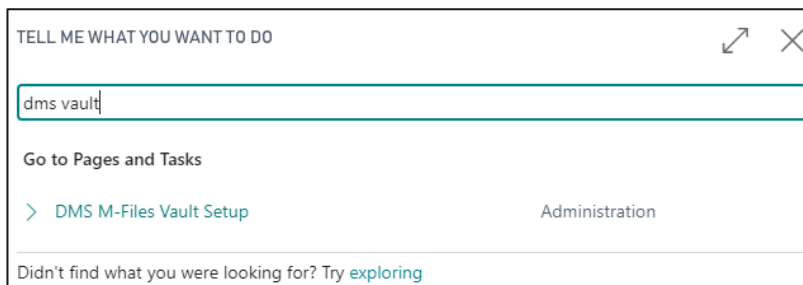 TELL ME WHAT YOU WANT TO DO
dms vault
Go to Pages and Tasks
DMS M-Files Vault Setup Administration
Didn't find what you were looking for? Try exploring